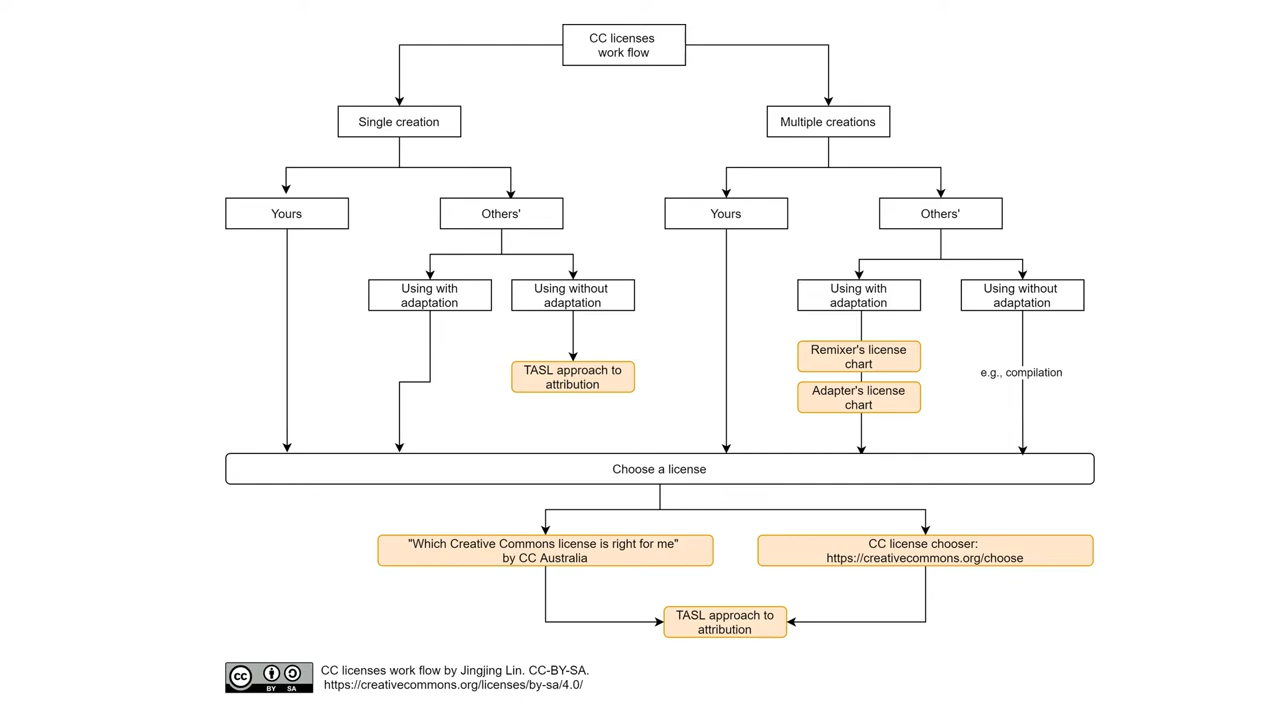 CC licenses
work flow
Single creation
Multiple creations
Yours
Others'
Yours
Others'
Using with
adaptation
Using without
adaptation
Using with
adaptation
Using without
adaptation
TASL approach to
attribution
Remixer's license
chart
Adapter's license
chart
e.g., compilation
Choose a license
"Which Creative Commons license is right for me"
by CC Australia
CC license chooser:
https://creativecommons.org/choose
TASL approach to
attribution
cc
BY SA
CC licenses work flow by Jingjing Lin. CC-BY-SA.
https://creativecommons.org/licenses/by-sa/4.0/